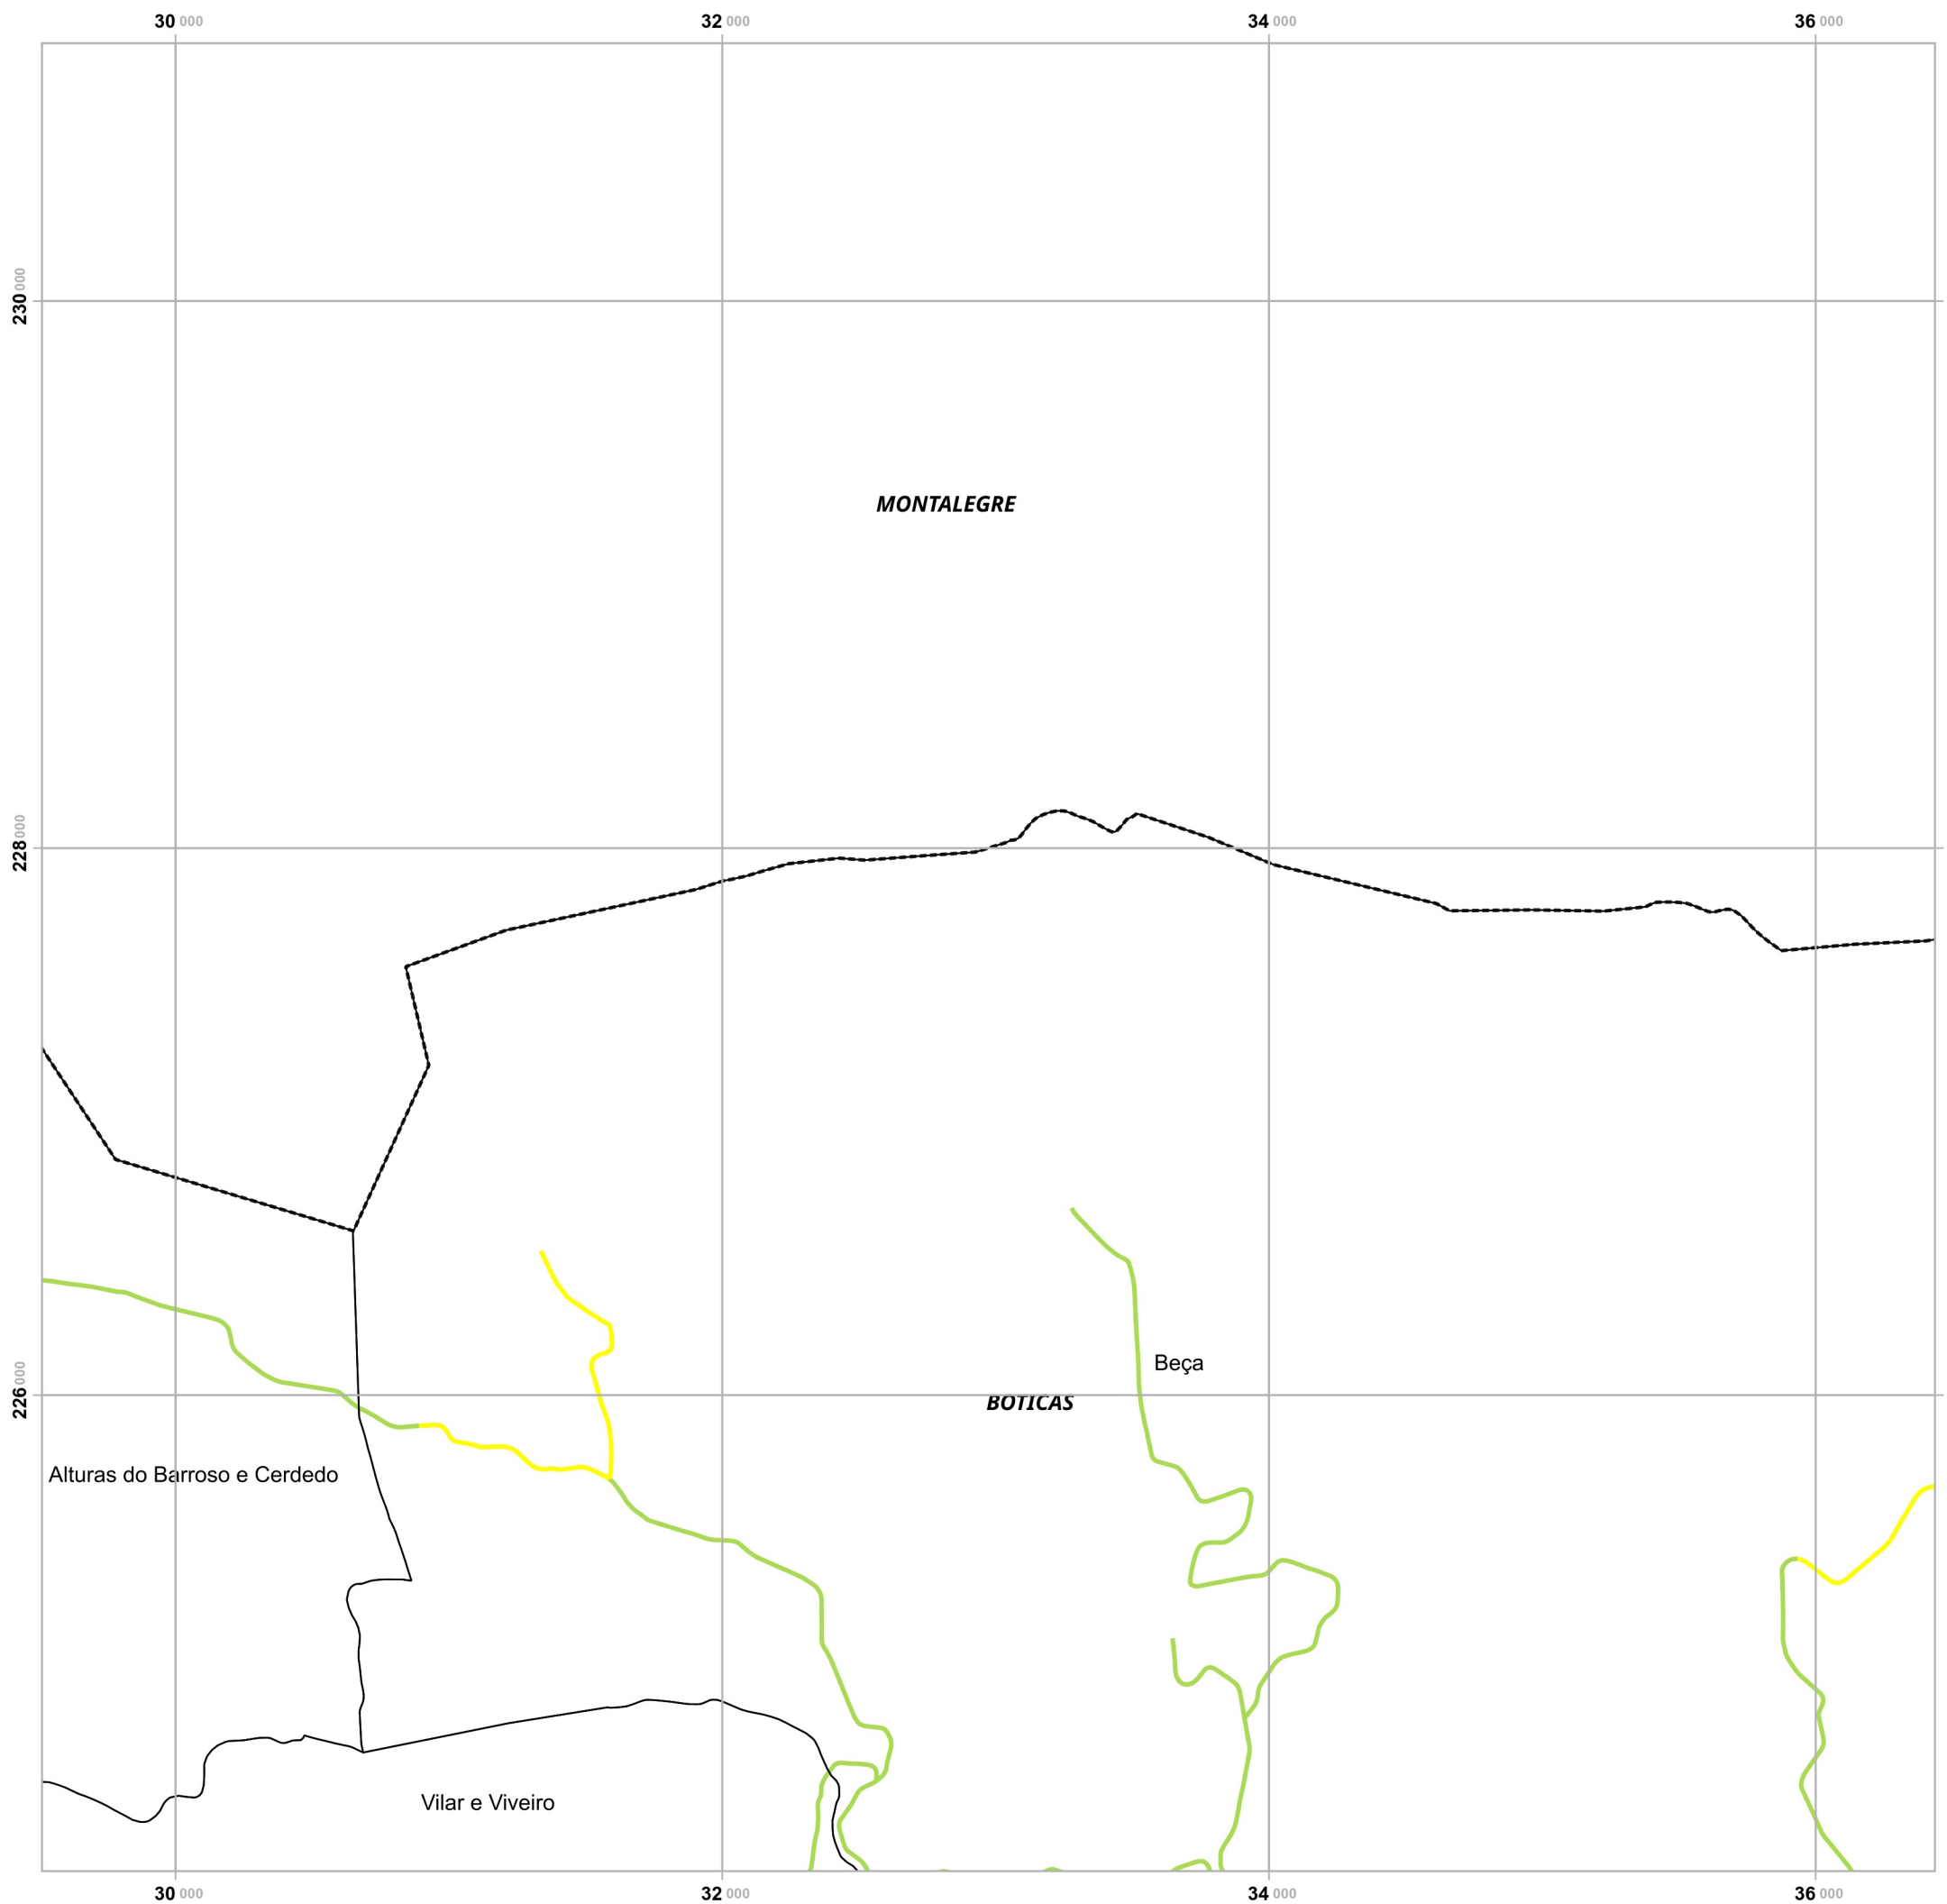 30 000 32 000 34 000 36 000
230 000
MONTALEGRE
228 000
Beça
226 000
BOTICAS
Alturas do Barroso e Cerdedo
Vilar e Viveiro
30 000 32 000 34 000 36 000